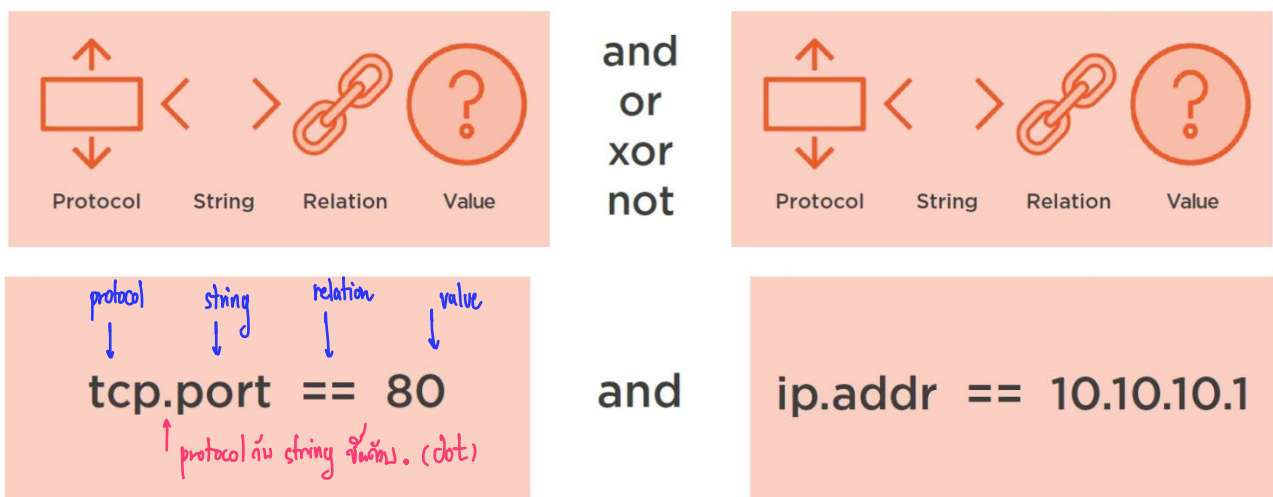 and
or
xor
not
Protocol String Relation Value
Protocol String Relation Value
protocol string relation value
tcp.port == 80
and
ip.addr == 10.10.10.1
protocol กับ string ขั้นด้วย . (dot)